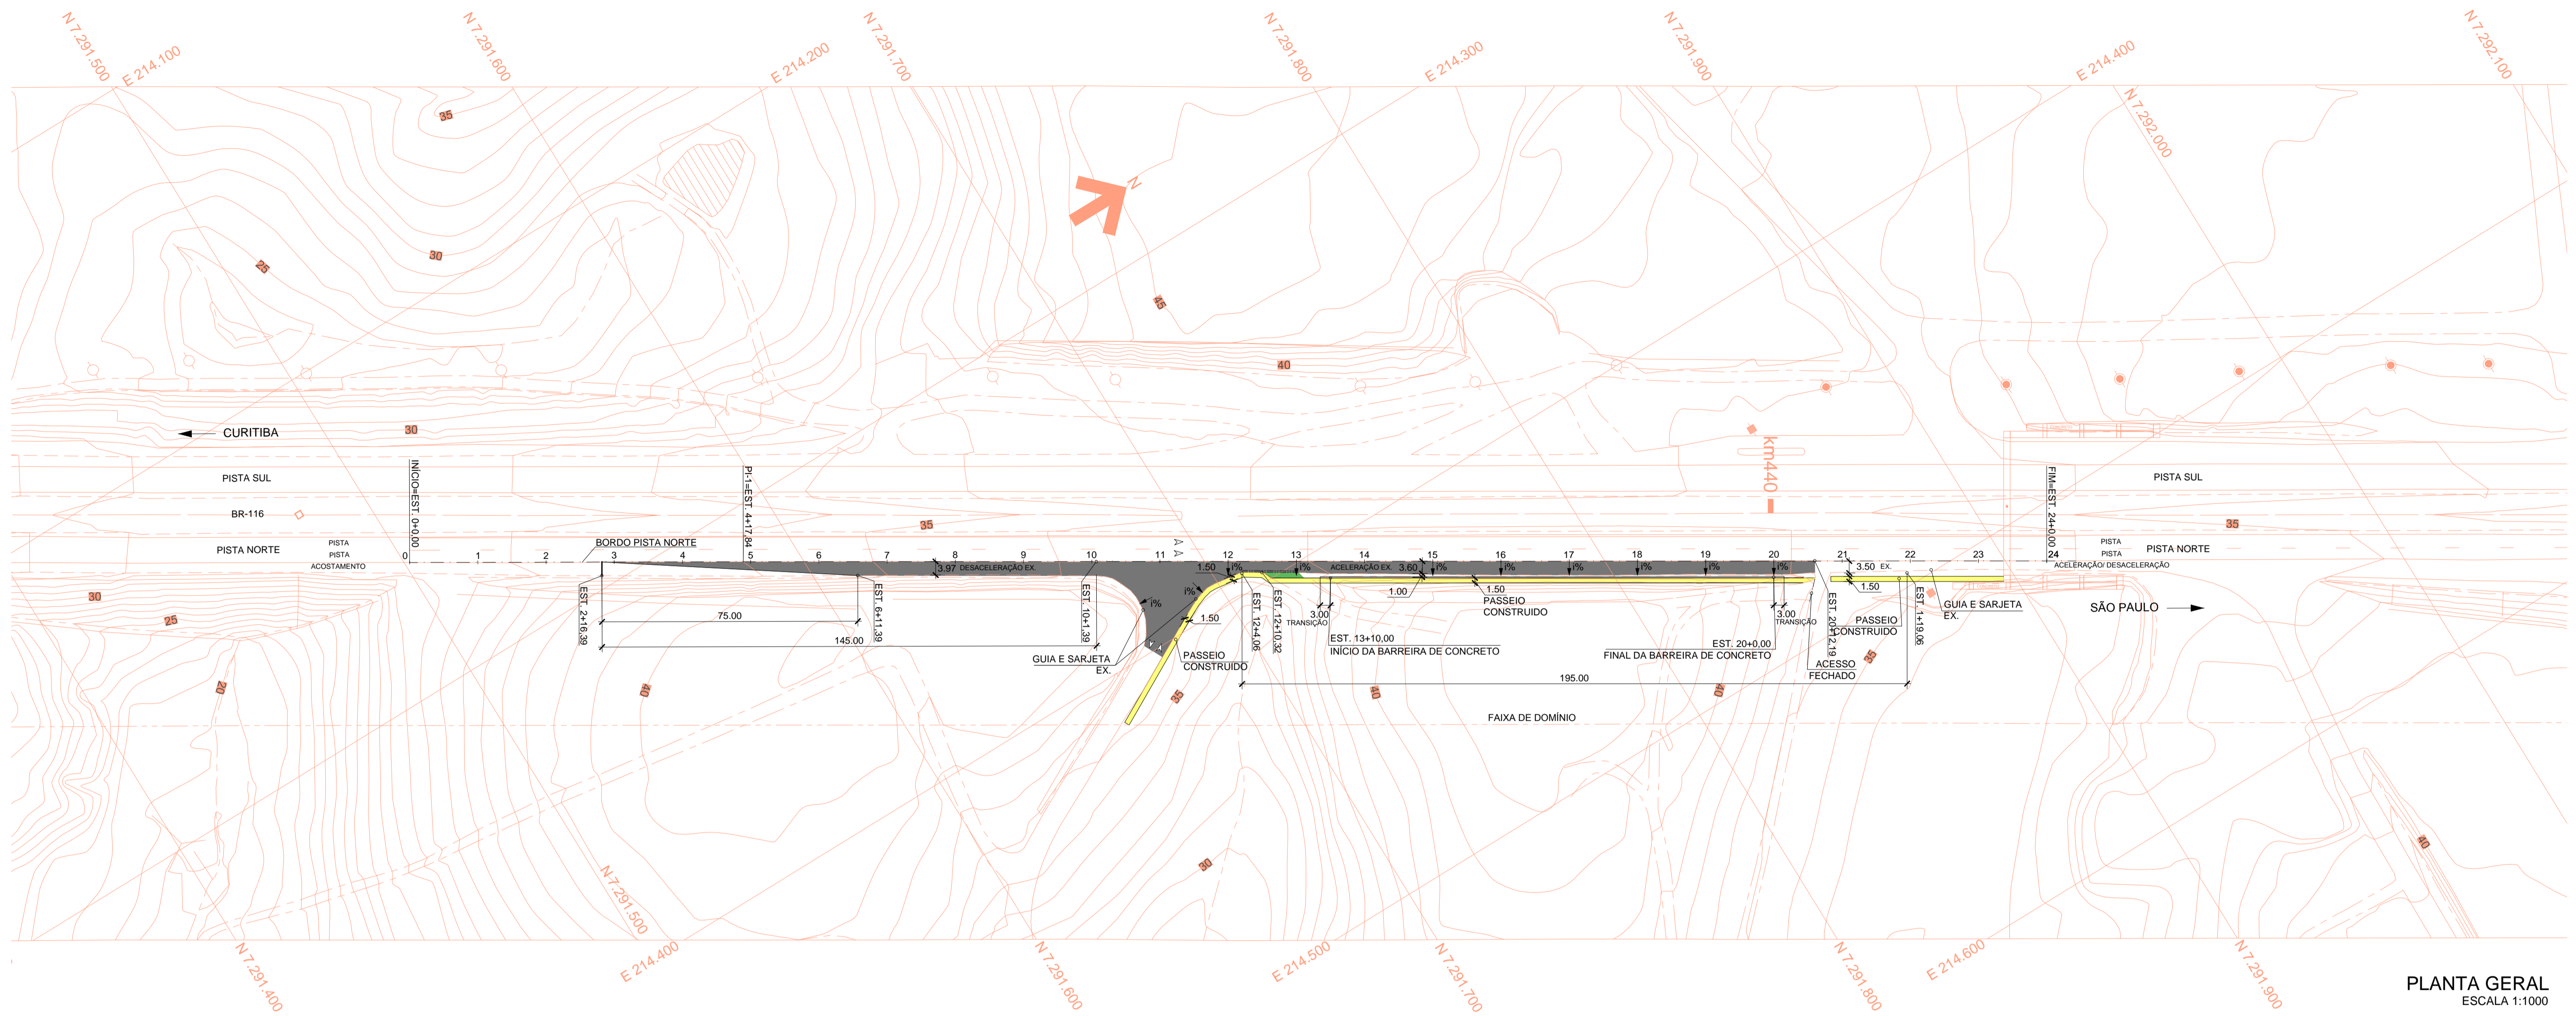 N 7.291.500
E 214.100
N 7.291.600
E 214.200
N 7.291.700
N 7.291.800
E 214.300
N 7.291.900
E 214.400
N 7.292.000
N 7.292.100
35
30
25
N
45
40
30
CURITIBA
km440
PISTA SUL
BR-116
PISTA NORTE
PISTA
PISTA
ACOSTAMENTO
INÍCIO=EST. 0+0,00
PI-1=EST. 4+17,84
35
FIM=EST. 24+0,00
PISTA SUL
35
PISTA NORTE
PISTA
PISTA
ACELERAÇÃO/ DESACELERAÇÃO
BORDO PISTA NORTE
0 1 2 3 4 5 6 7 8 9 10 11 12 13 14 15 16 17 18 19 20 21 22 23 24
3.97 DESACELERAÇÃO EX.
A A
1.50
i% i% i% i% i% i% i% i% i%
ACELERAÇÃO EX. 3.60
3.50 EX.
1.50
1.00
1.50
PASSEIO
CONSTRUIDO
i%
i%
1.50
EST. 2+16,39
75.00
EST. 6+11,39
145.00
EST. 10+1,39
GUIA E SARJETA
EX.
PASSEIO
CONSTRUIDO
EST. 12+4,06
EST. 12+10,32
3.00
TRANSIÇÃO
EST. 13+10,00
INÍCIO DA BARREIRA DE CONCRETO
EST. 20+0,00
FINAL DA BARREIRA DE CONCRETO
3.00
TRANSIÇÃO
ACESSO
FECHADO
EST. 20+12,19
PASSEIO
CONSTRUIDO
EST. 1+19,06
GUIA E SARJETA
EX.
SÃO PAULO
195.00
FAIXA DE DOMÍNIO
30
25
20
40
35
40
40
35
30
40
N 7.291.400
N 7.291.500
E 214.400
N 7.291.600
E 214.500
N 7.291.700
N 7.291.800
E 214.600
N 7.291.900
PLANTA GERAL
ESCALA 1:1000